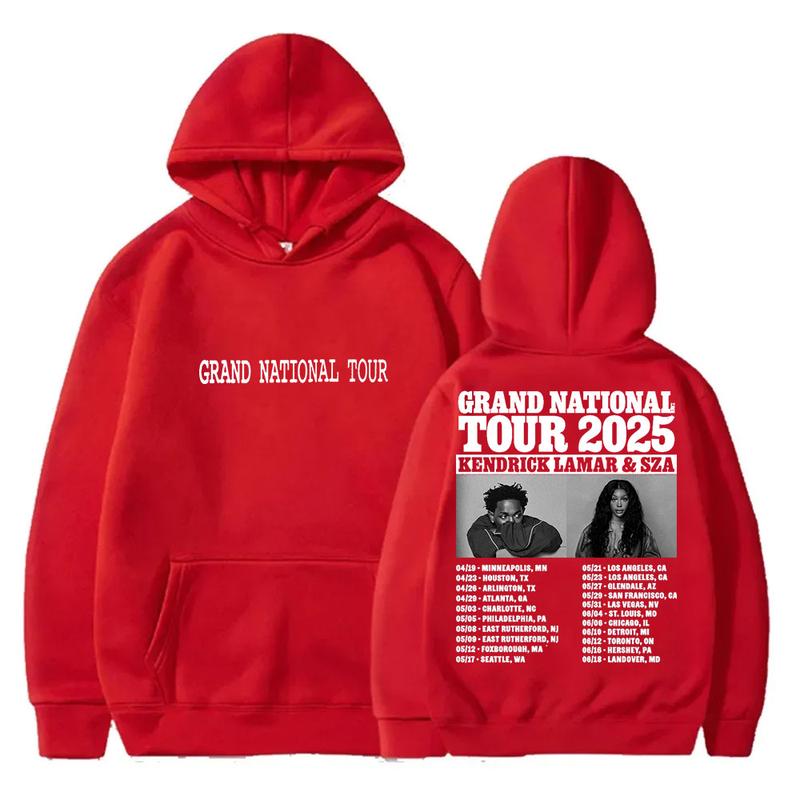 GRAND NATIONAL TOUR
GRAND NATIONAL
TOUR 2025
KENDRICK LAMAR & SZA
04/19 - MINNEAPOLIS, MN
04/23 - HOUSTON, TX
04/26 - ARLINGTON, TX
04/29 - ATLANTA, GA
05/03 - CHARLOTTE, NC
05/05 - PHILADELPHIA, PA
05/08 - EAST RUTHERFORD, NJ
05/09 - EAST RUTHERFORD, NJ
05/12 - FOXBOROUGH, MA
05/17 - SEATTLE, WA
05/21 - LOS ANGELES, CA
05/23 - LOS ANGELES, CA
05/27 - GLENDALE, AZ
05/29 - SAN FRANCISCO, CA
05/31 - LAS VEGAS, NV
06/04 - ST. LOUIS, MO
06/06 - CHICAGO, IL
06/10 - DETROIT, MI
06/12 - TORONTO, ON
06/16 - HERSHEY, PA
06/18 - LANDOVER, MD